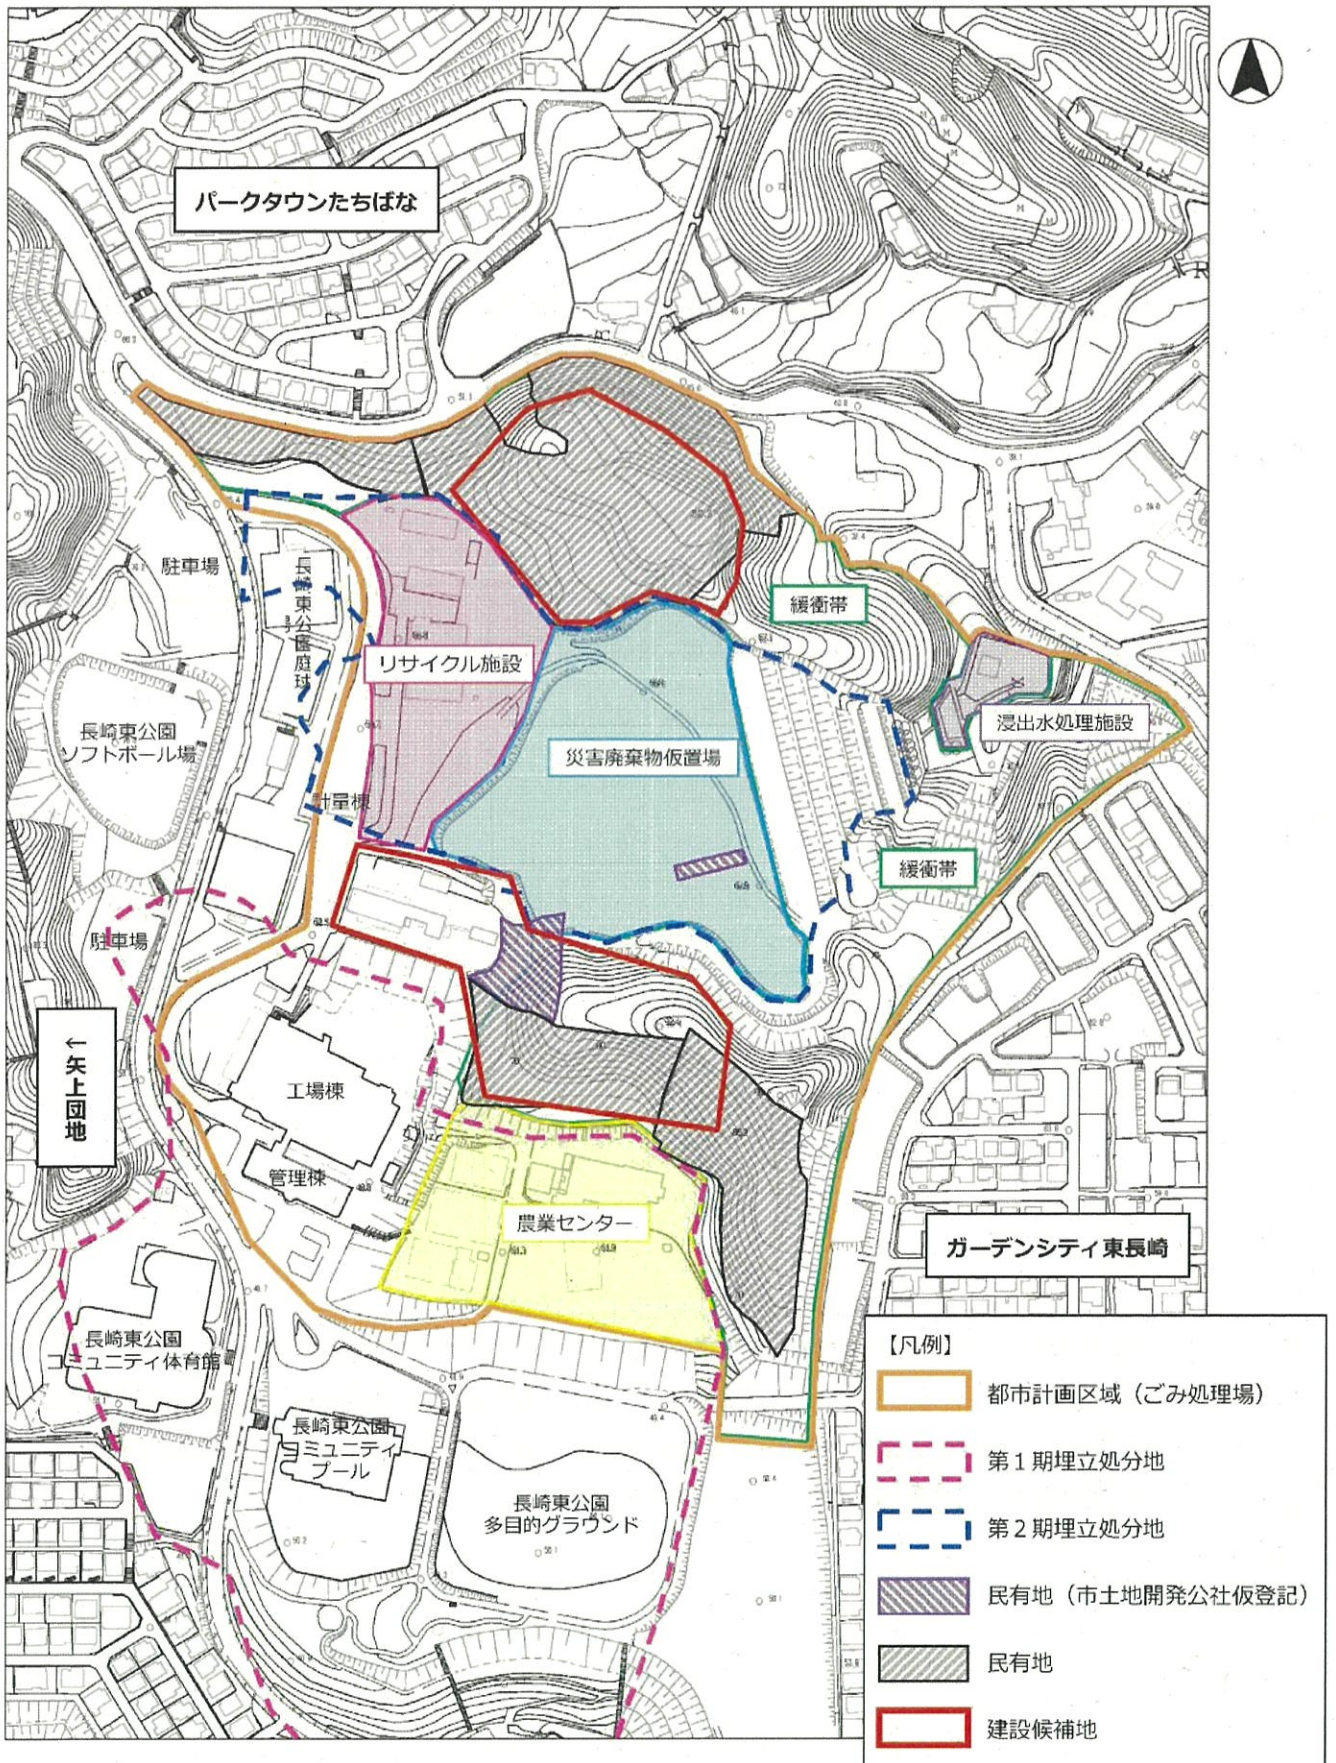 パークタウンたちばな
駐車場
長崎東公園庭球
緩衝帯
リサイクル施設
浸出水処理施設
長崎東公園
ソフトボール場
災害廃棄物仮置場
計量棟
緩衝帯
駐車場
←矢上団地
工場棟
管理棟
農業センター
ガーデンシティ東長崎
長崎東公園
コミュニティ体育館
長崎東公園
コミュニティ
プール
長崎東公園
多目的グラウンド
【凡例】
都市計画区域（ごみ処理場）
第１期埋立処分地
第２期埋立処分地
民有地（市土地開発公社仮登記）
民有地
建設候補地